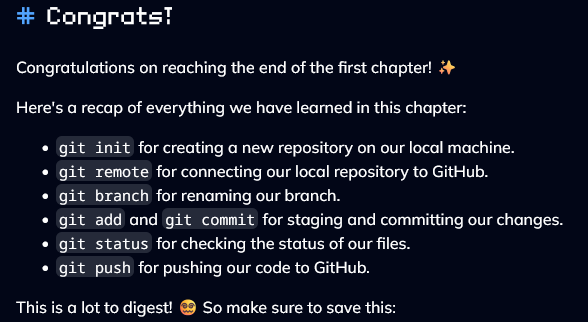 # Congrats!
Congratulations on reaching the end of the first chapter! ✨
Here's a recap of everything we have learned in this chapter:
• git init for creating a new repository on our local machine.
• git remote for connecting our local repository to GitHub.
• git branch for renaming our branch.
• git add and git commit for staging and committing our changes.
• git status for checking the status of our files.
• git push for pushing our code to GitHub.
This is a lot to digest! 😵‍💫 So make sure to save this: